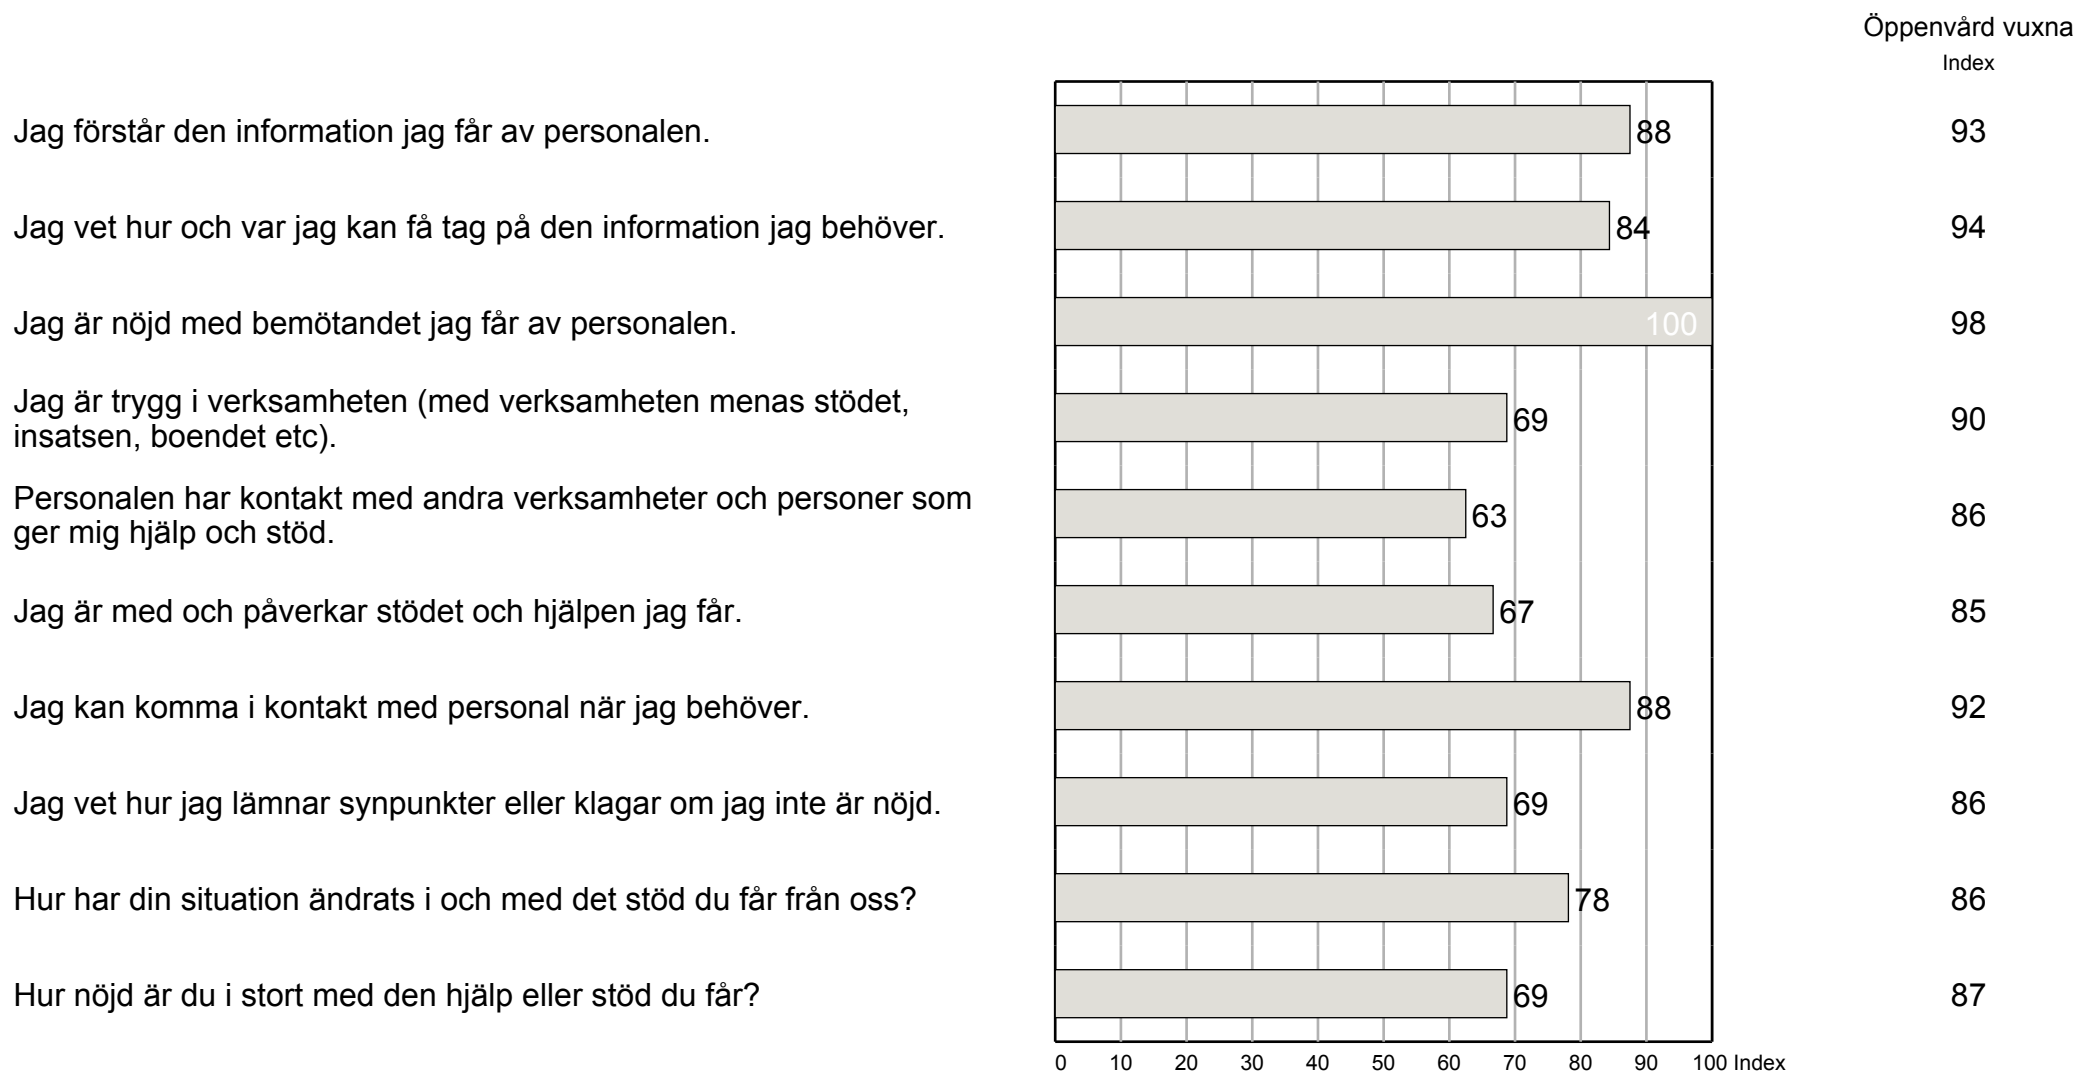 Öppenvård vuxna
Index
Jag förstår den information jag får av personalen. 88 93
Jag vet hur och var jag kan få tag på den information jag behöver. 84 94
Jag är nöjd med bemötandet jag får av personalen. 100 98
Jag är trygg i verksamheten (med verksamheten menas stödet,
insatsen, boendet etc). 69 90
Personalen har kontakt med andra verksamheter och personer som
ger mig hjälp och stöd. 63 86
Jag är med och påverkar stödet och hjälpen jag får. 67 85
Jag kan komma i kontakt med personal när jag behöver. 88 92
Jag vet hur jag lämnar synpunkter eller klagar om jag inte är nöjd. 69 86
Hur har din situation ändrats i och med det stöd du får från oss? 78 86
Hur nöjd är du i stort med den hjälp eller stöd du får? 69 87
0 10 20 30 40 50 60 70 80 90 100 Index